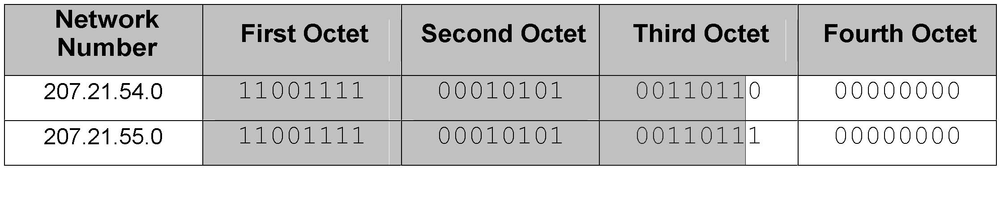 Network Number First Octet Second Octet Third Octet Fourth Octet
207.21.54.0 11001111 00010101 00110110 00000000
207.21.55.0 11001111 00010101 00110111 00000000